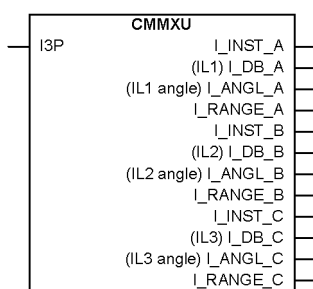 CMMXU
I3P I_INST_A
(IL1) I_DB_A
(IL1 angle) I_ANGL_A
I_RANGE_A
I_INST_B
(IL2) I_DB_B
(IL2 angle) I_ANGL_B
I_RANGE_B
I_INST_C
(IL3) I_DB_C
(IL3 angle) I_ANGL_C
I_RANGE_C